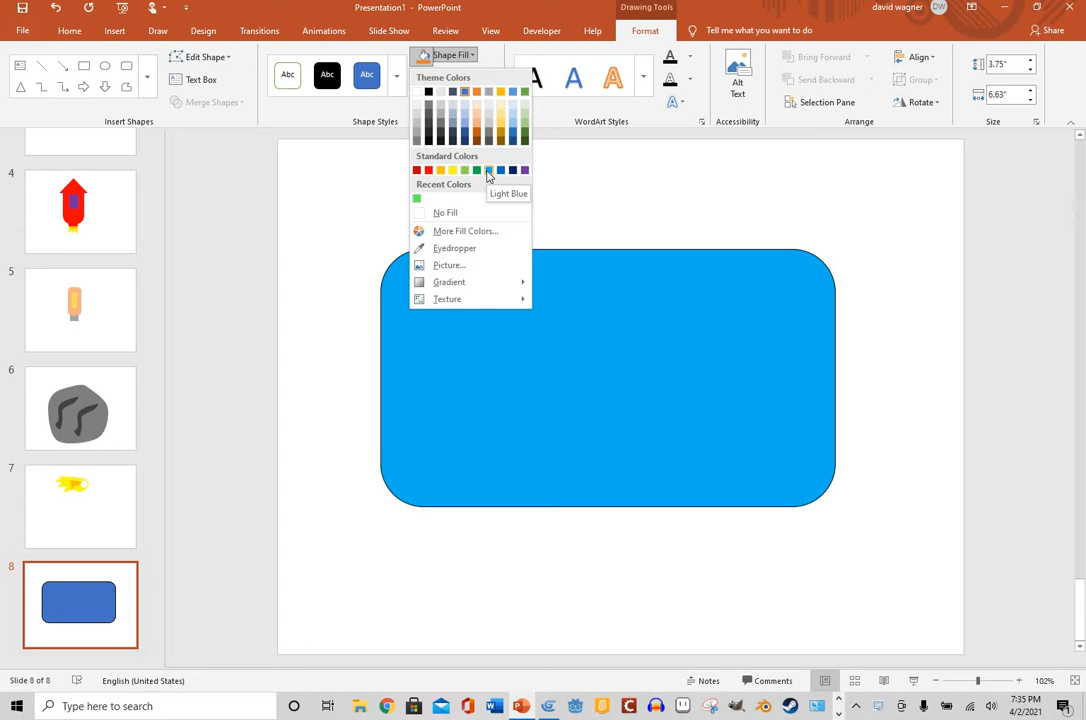 Presentation1 - PowerPoint
Drawing Tools
david wagner
DW
File
Home
Insert
Draw
Design
Transitions
Animations
Slide Show
Review
View
Developer
Help
Format
Tell me what you want to do
Share
Edit Shape
Text Box
Merge Shapes
Insert Shapes
Abc
Abc
Abc
Shape Styles
Shape Fill
A
A
A
A
A
A
WordArt Styles
Alt
Text
Accessibility
Bring Forward
Send Backward
Selection Pane
Align
Group
Rotate
Arrange
3.75"
6.63"
Size
Theme Colors
Standard Colors
Recent Colors
Light Blue
No Fill
More Fill Colors...
Eyedropper
Picture...
Gradient
Texture
4
5
6
7
8
Slide 8 of 8
English (United States)
Notes
Comments
102%
Type here to search
7:35 PM
4/2/2021